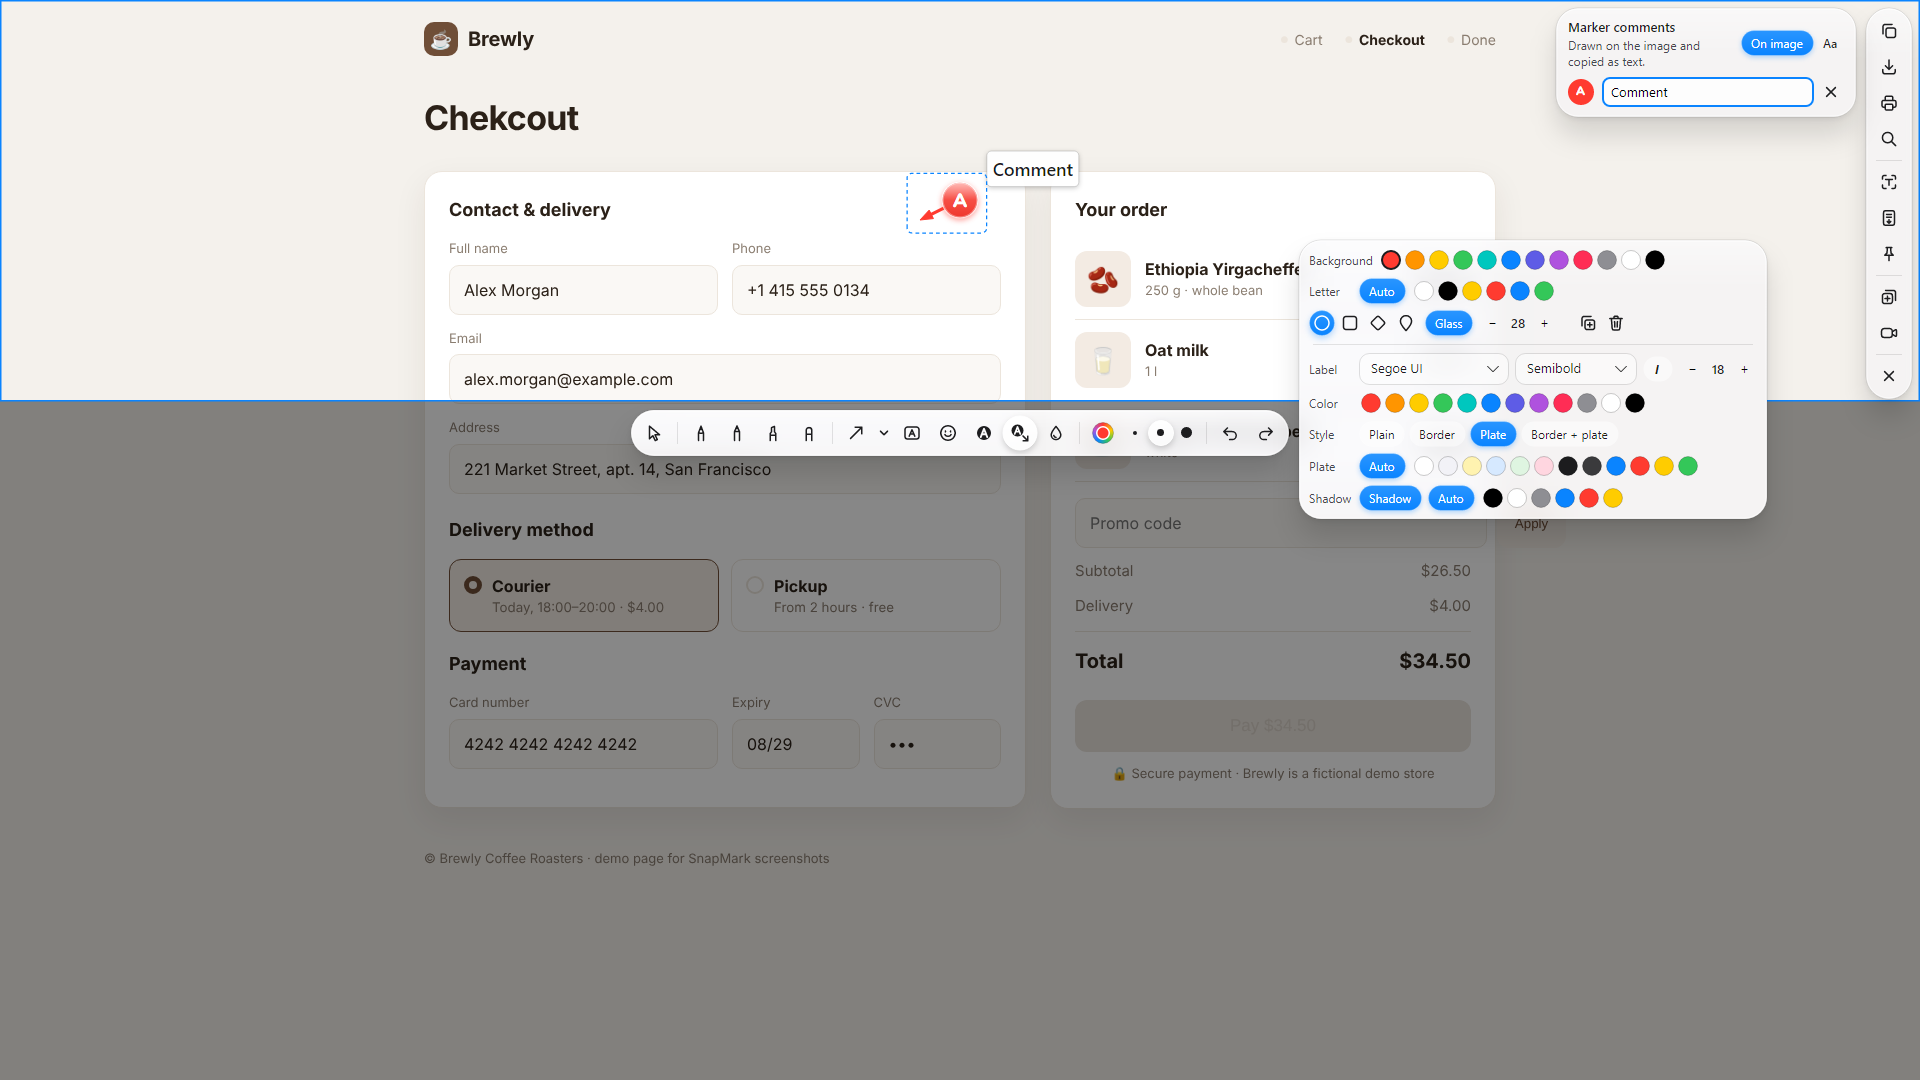 Brewly
Cart
Checkout
Done
Marker comments
Drawn on the image and
copied as text.
On image
Aa
A
Comment
Chekcout
A
Comment
Contact & delivery
Full name
Alex Morgan
Phone
+1 415 555 0134
Email
alex.morgan@example.com
Address
221 Market Street, apt. 14, San Francisco
Delivery method
Courier
Today, 18:00–20:00 · $4.00
Pickup
From 2 hours · free
Payment
Card number
4242 4242 4242 4242
Expiry
08/29
CVC
•••
Your order
Ethiopia Yirgacheffe
250 g · whole bean
Oat milk
1 l
Promo code
Apply
Subtotal
$26.50
Delivery
$4.00
Total
$34.50
Pay $34.50
🔒 Secure payment · Brewly is a fictional demo store
Background
Letter
Auto
Glass
− 28 +
Label
Segoe UI
Semibold
I
− 18 +
Color
Style
Plain
Border
Plate
Border + plate
Plate
Auto
Shadow
Shadow
Auto
© Brewly Coffee Roasters · demo page for SnapMark screenshots